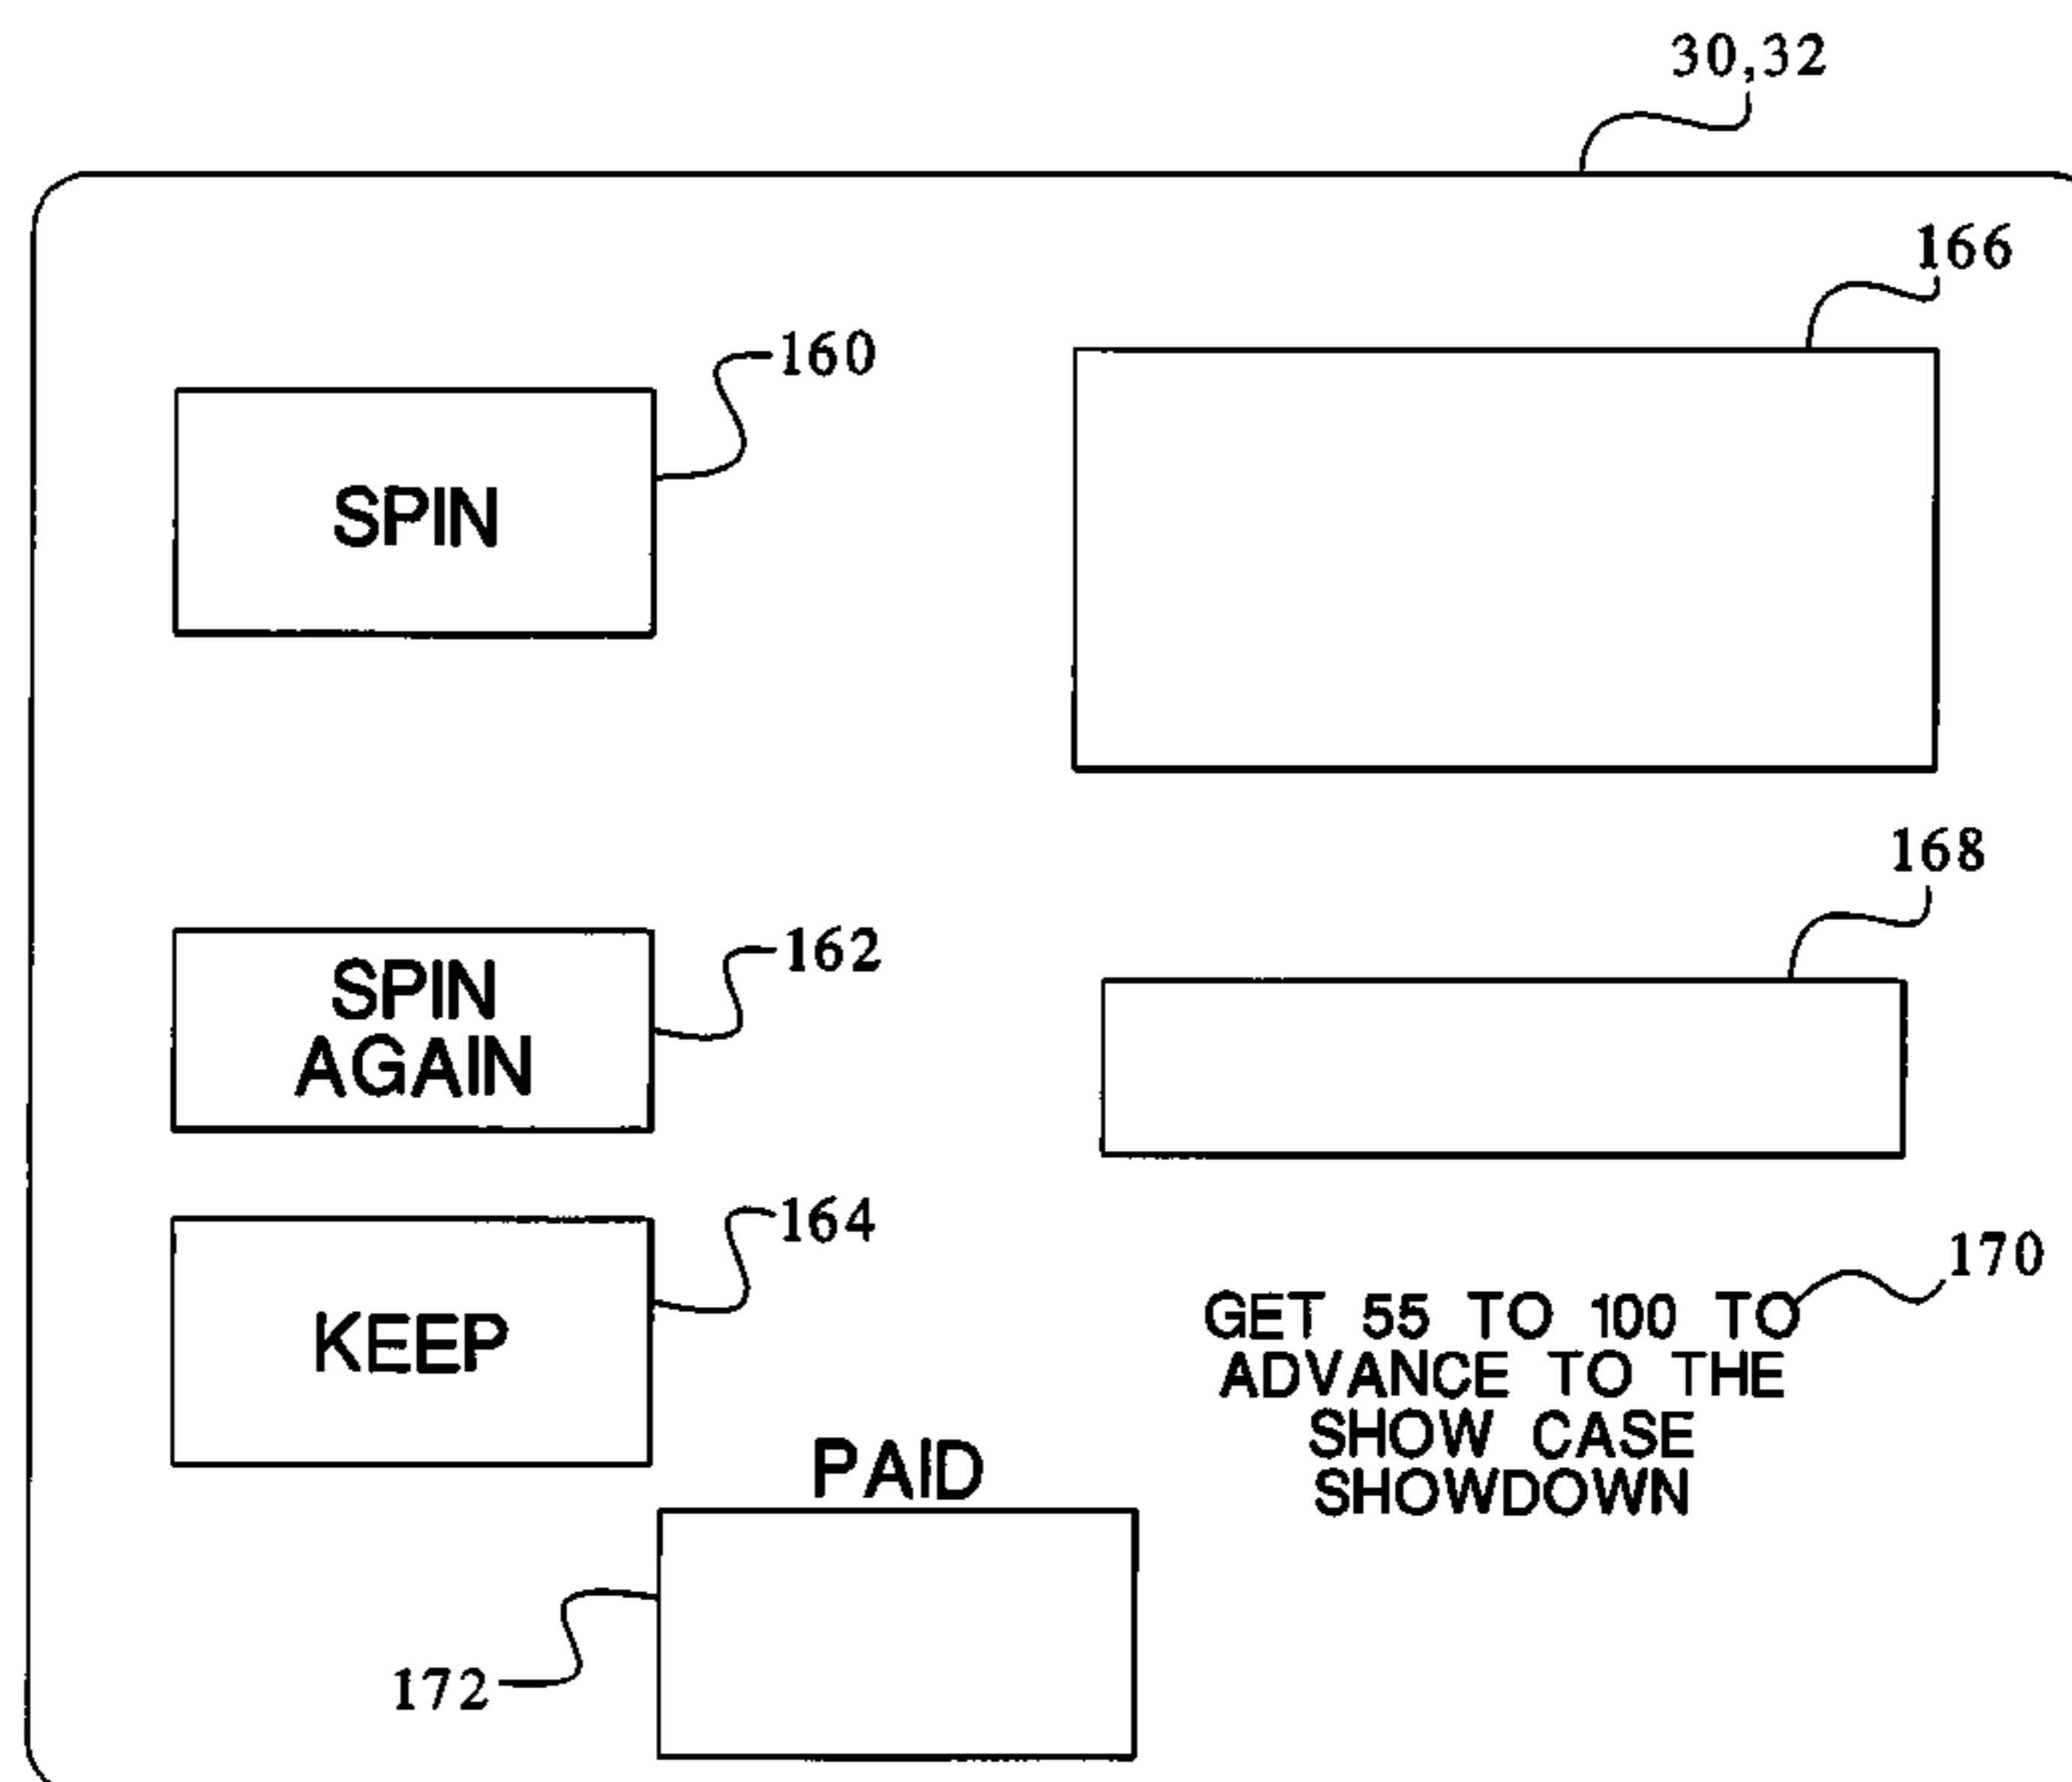 30,32
166
160
SPIN
168
162
SPIN
AGAIN
164
KEEP
170
GET 55 TO 100 TO
ADVANCE TO THE
SHOW CASE
SHOWDOWN
PAID
172